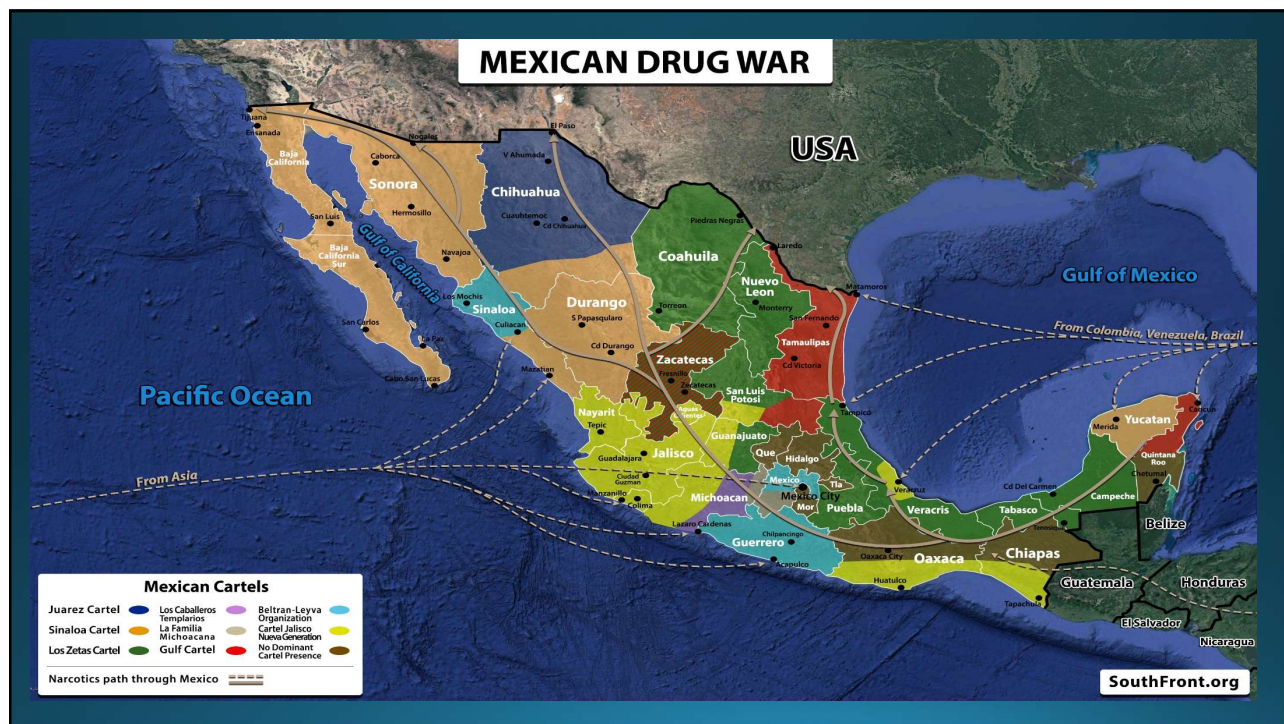 MEXICAN DRUG WAR
USA
Tijuana
Ensenada
Baja
California
Nogales
Caborca
Sonora
Hermosillo
San Luis
Baja
California
Sur
Gulf of California
Navajoa
El Paso
V Ahumada
Chihuahua
Cuauhtemoc
Cd Chihuahua
Piedras Negras
Coahuila
Laredo
Nuevo
Leon
Monterry
Matamoros
Gulf of Mexico
Los Mochis
Sinaloa
Culiacan
Durango
S Papasqularo
Torreon
San Fernando
Tamaulipas
Cd Victoria
From Colombia, Venezuela, Brazil
San Carlos
La Paz
Cabo San Lucas
Cd Durango
Mazatlan
Zacatecas
Fresnillo
Zecatecas
San Luis
Potosi
Tampico
Pacific Ocean
Nayarit
Tepic
Aguas
Calientes
Guanajuato
Guadalajara
Jalisco
Que
Hidalgo
Cancun
Yucatan
Merida
Quintana
Roo
Chetumal
From Asia
Ciudad
Guzman
Manzanillo
Colima
Michoacan
Mexico
Mexico City
Tla
Mor
Puebla
Veracruz
Veracris
Cd Del Carmen
Tabasco
Campeche
Belize
Lazaro Cardenas
Guerrero
Chilpancingo
Acapulco
Oaxaca City
Oaxaca
Huatulco
Chiapas
Tapachula
Guatemala
Honduras
El Salvador
Nicaragua
Mexican Cartels
Juarez Cartel
Los Caballeros
Templarios
Beltran-Leyva
Organization
Sinaloa Cartel
La Familia
Michoacana
Cartel Jalisco
Nueva Generation
Los Zetas Cartel
Gulf Cartel
No Dominant
Cartel Presence
Narcotics path through Mexico
SouthFront.org